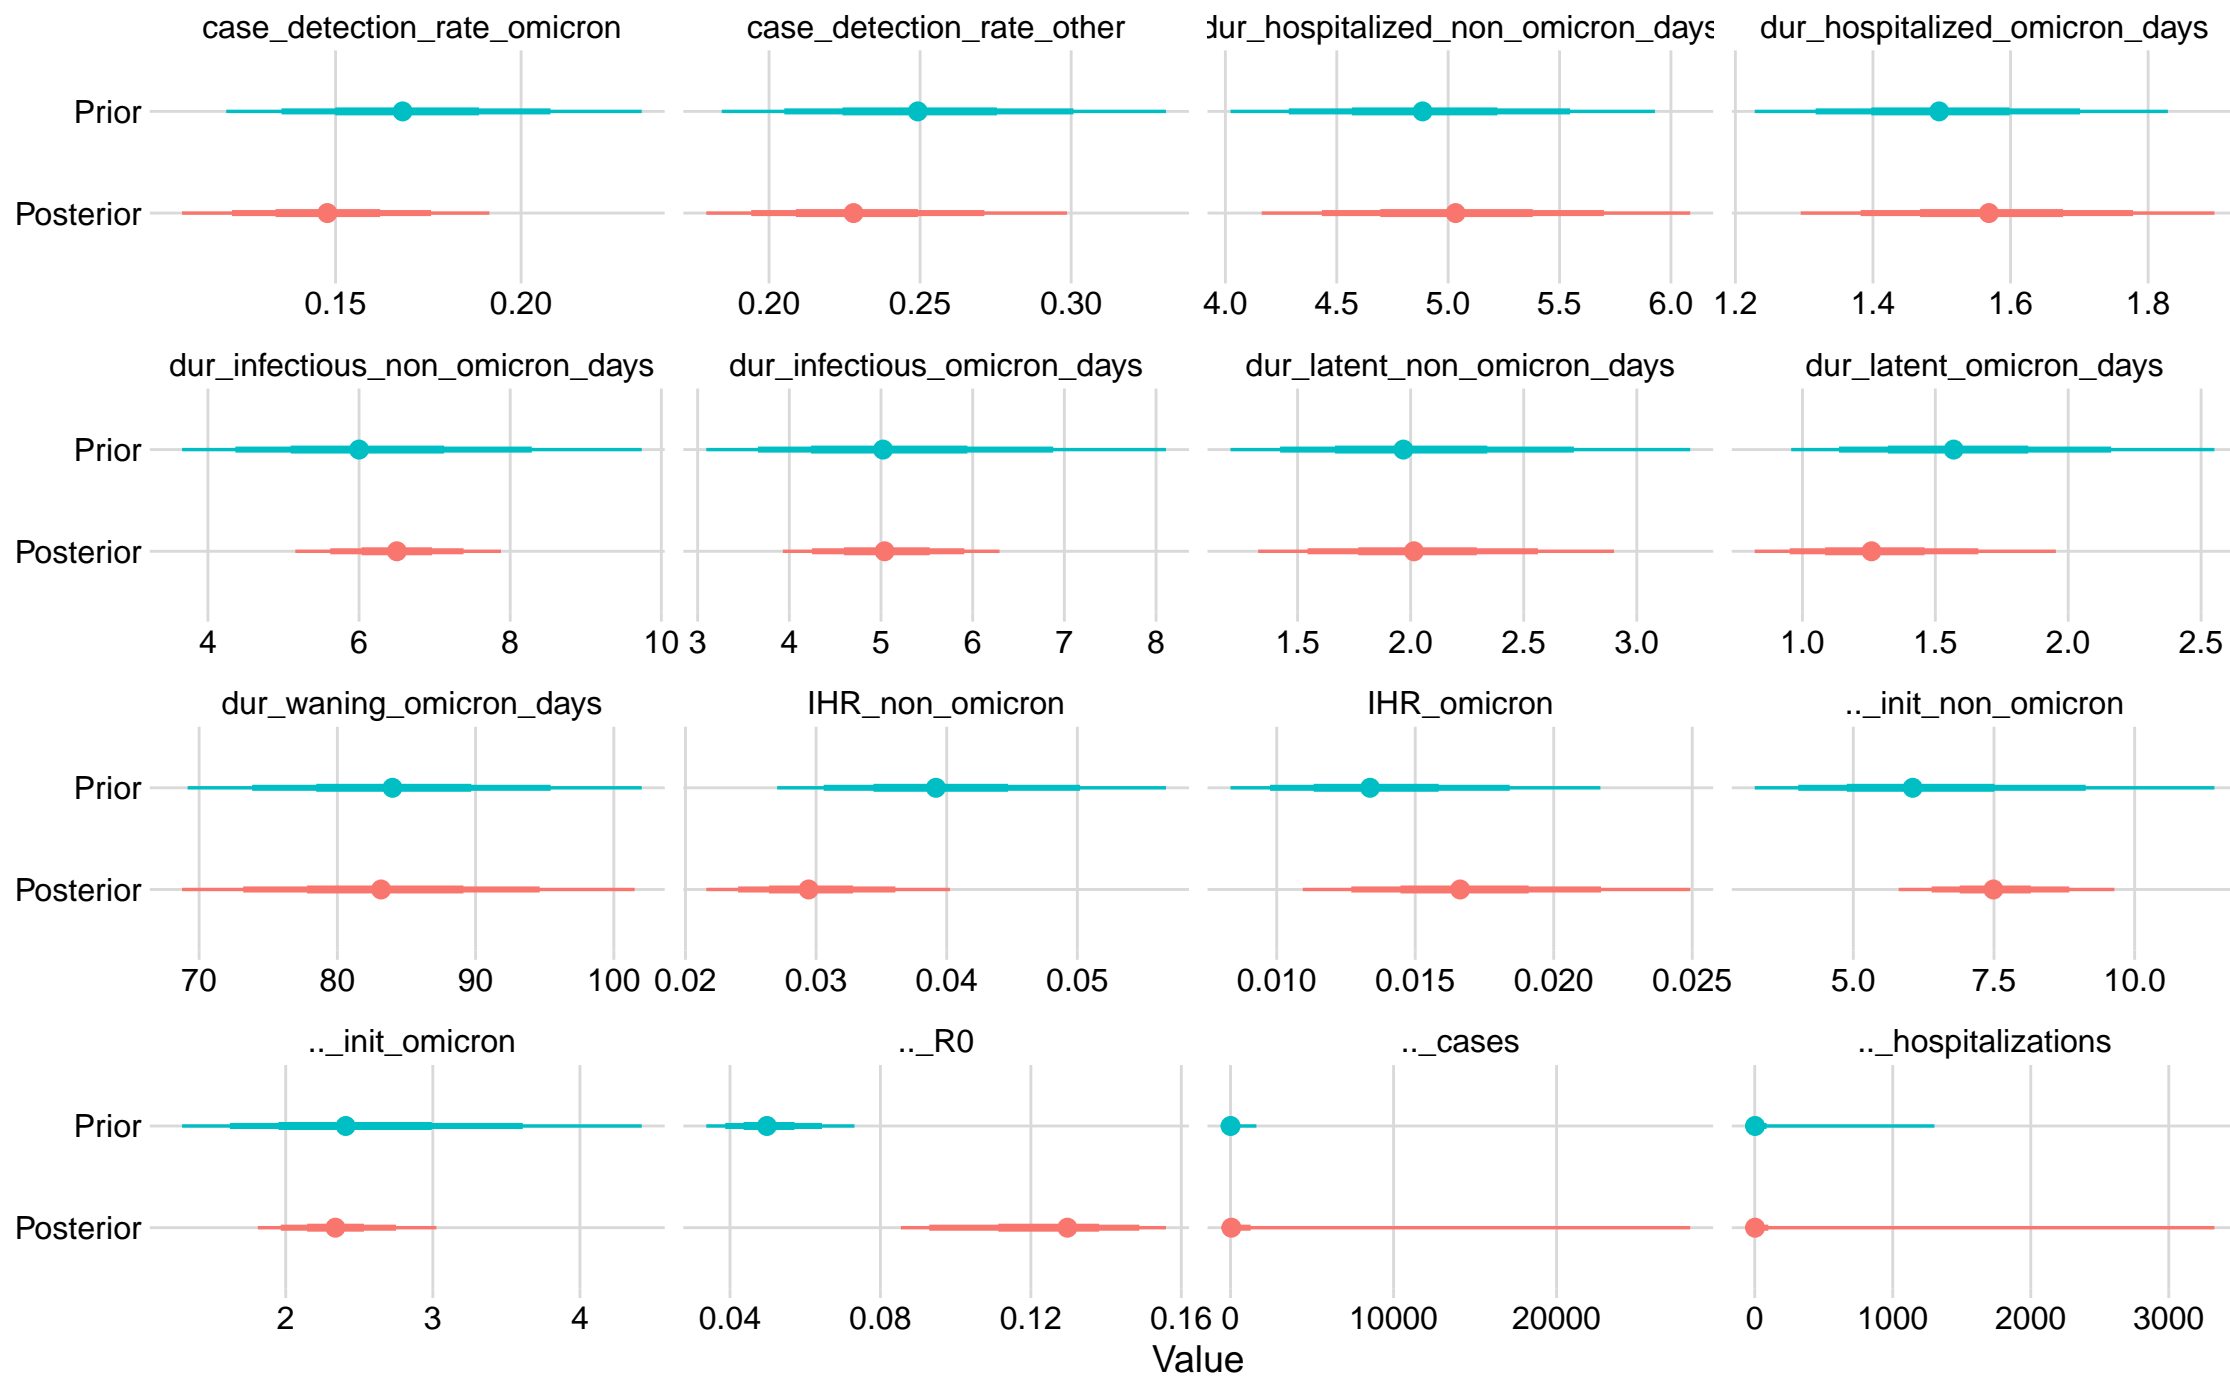 case_detection_rate_omicron case_detection_rate_other dur_hospitalized_non_omicron_days dur_hospitalized_omicron_days
Prior
Posterior
0.15 0.20 0.20 0.25 0.30 4.0 4.5 5.0 5.5 6.0 1.2 1.4 1.6 1.8
dur_infectious_non_omicron_days dur_infectious_omicron_days dur_latent_non_omicron_days dur_latent_omicron_days
Prior
Posterior
4 6 8 10 3 4 5 6 7 8 1.5 2.0 2.5 3.0 1.0 1.5 2.0 2.5
dur_waning_omicron_days IHR_non_omicron IHR_omicron .._init_non_omicron
Prior
Posterior
70 80 90 100 0.02 0.03 0.04 0.05 0.010 0.015 0.020 0.025 5.0 7.5 10.0
.._init_omicron .._R0 .._cases .._hospitalizations
Prior
Posterior
2 3 4 0.04 0.08 0.12 0.16 0 10000 20000 0 1000 2000 3000
Value